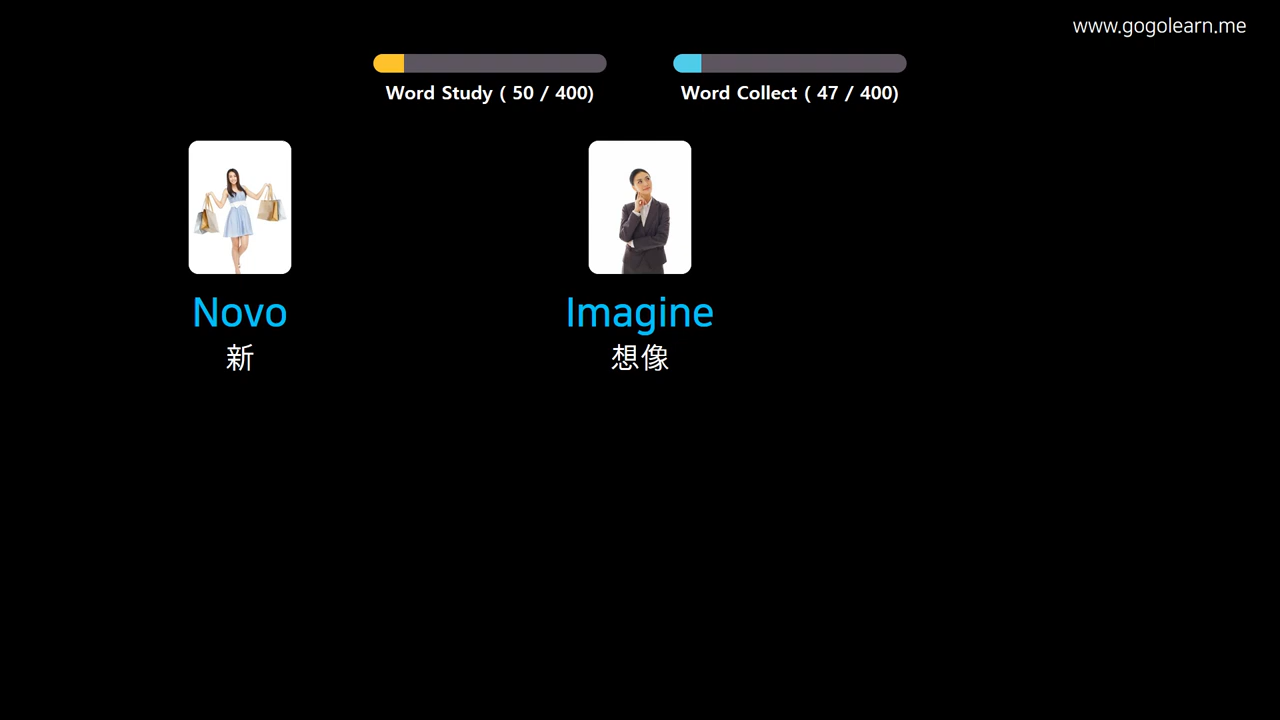 www.gogolearn.me
Word Study ( 50 / 400)
Word Collect ( 47 / 400)
Novo
新
Imagine
想像